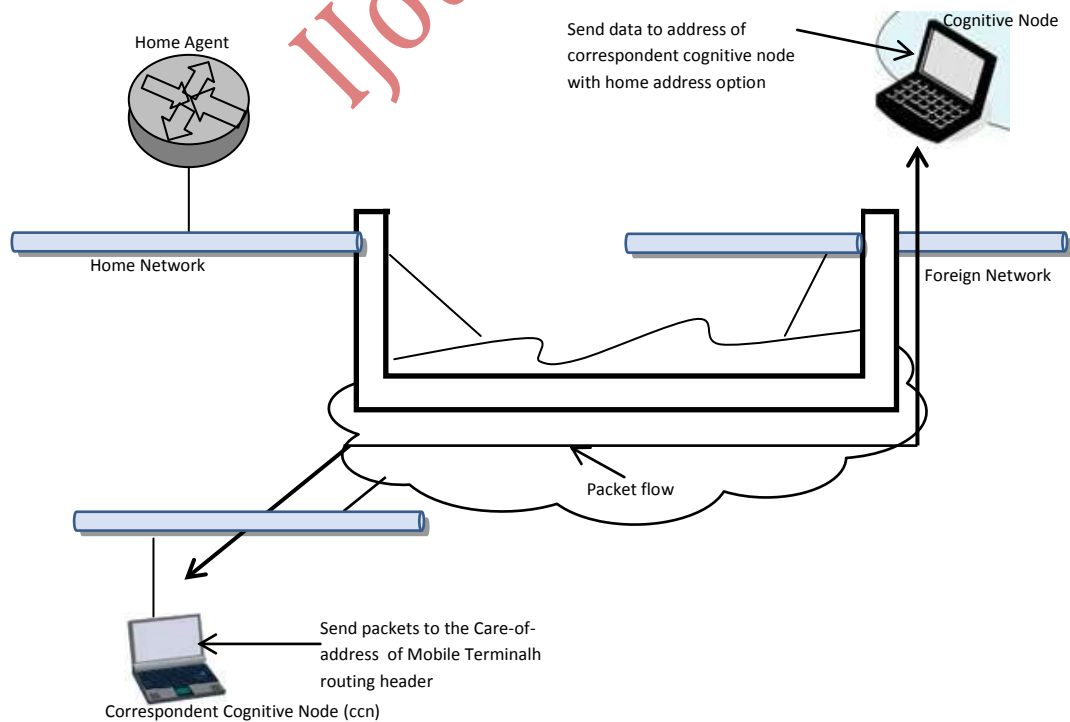 Home Agent
Send data to address of
correspondent cognitive node
with home address option
Cognitive Node
Home Network
Foreign Network
Packet flow
Send packets to the Care-of-
address of Mobile Terminalh
routing header
Correspondent Cognitive Node (ccn)